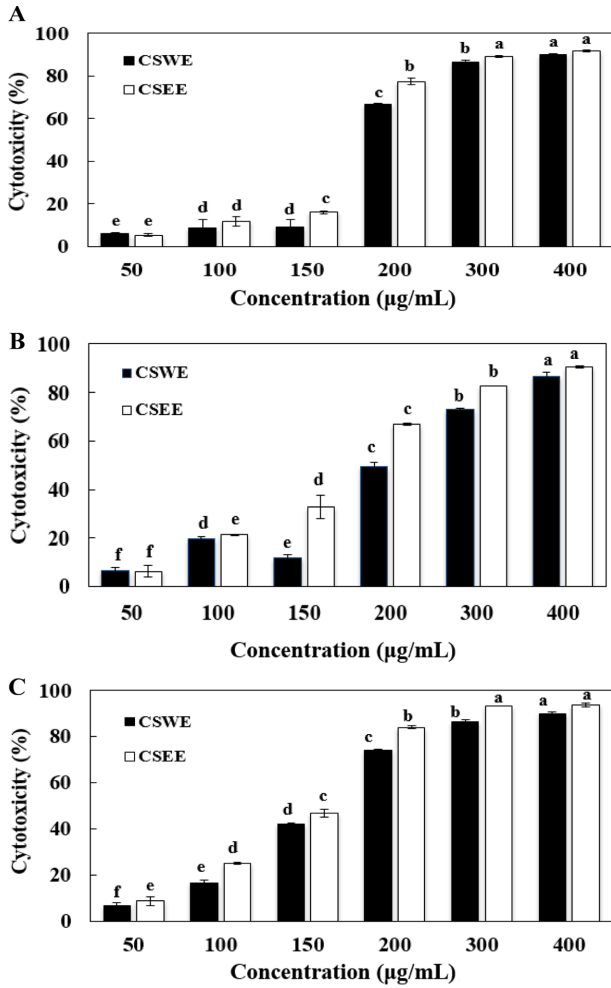 A
100
80
60
40
20
0
Cytotoxicity (%)
CSWE
CSEE
e e d d d c c b b a a a
50 100 150 200 300 400
Concentration (µg/mL)
B
100
80
60
40
20
0
Cytotoxicity (%)
CSWE
CSEE
f f d e e d c c b b a a
50 100 150 200 300 400
Concentration (µg/mL)
C
100
80
60
40
20
0
Cytotoxicity (%)
CSWE
CSEE
f e e d d c c b b a a a
50 100 150 200 300 400
Concentration (µg/mL)